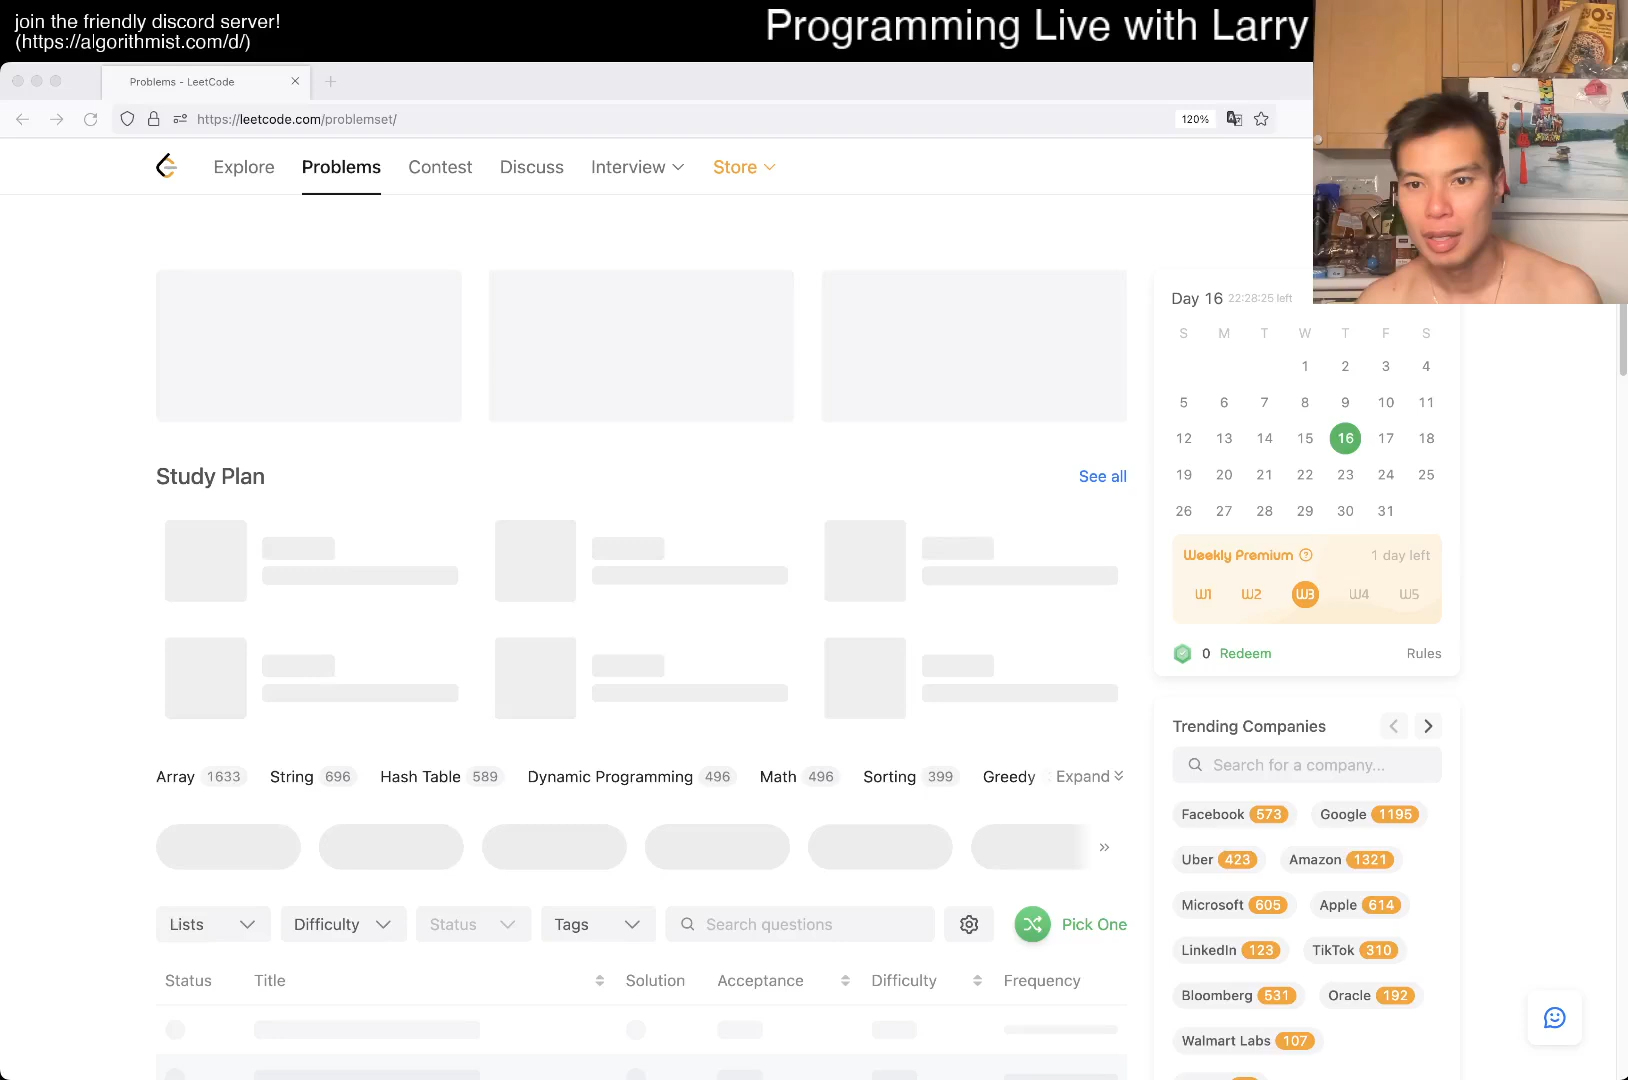 join the friendly discord server!
(https://algorithmist.com/d/)
Programming Live with Larry
Problems - LeetCode
https://leetcode.com/problemset/
120%
Explore
Problems
Contest
Discuss
Interview
Store
Day 16 22:28:25 left
S M T W T F S
1 2 3 4
5 6 7 8 9 10 11
12 13 14 15 16 17 18
19 20 21 22 23 24 25
26 27 28 29 30 31
Weekly Premium 1 day left
W1 W2 W3 W4 W5
0 Redeem Rules
Study Plan
See all
Array 1633 String 696 Hash Table 589 Dynamic Programming 496 Math 496 Sorting 399 Greedy Expand
Lists Difficulty Status Tags Search questions Pick One
Status Title Solution Acceptance Difficulty Frequency
Trending Companies
Search for a company...
Facebook 573 Google 1195
Uber 423 Amazon 1321
Microsoft 605 Apple 614
LinkedIn 123 TikTok 310
Bloomberg 531 Oracle 192
Walmart Labs 107